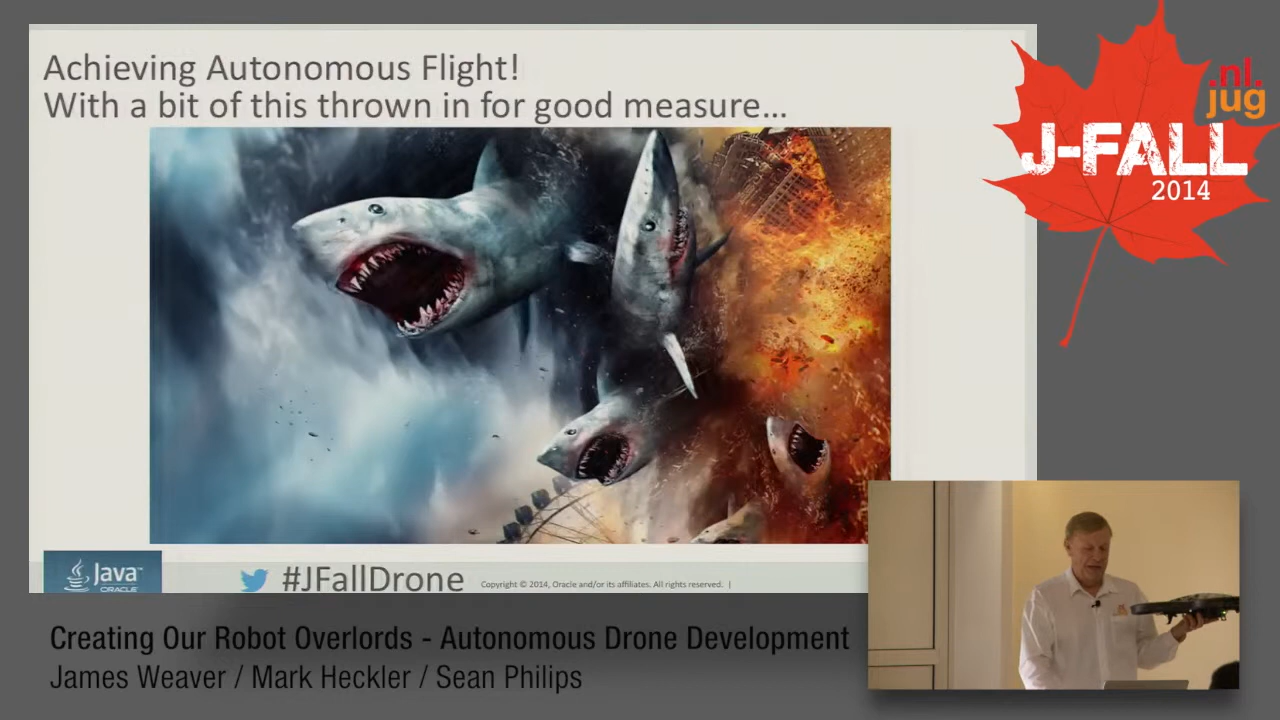 Achieving Autonomous Flight!
With a bit of this thrown in for good measure...
.nl.
jug
J-FALL
2014
Java™
ORACLE
#JFallDrone
Copyright © 2014, Oracle and/or its affiliates. All rights reserved. |
Creating Our Robot Overlords - Autonomous Drone Development
James Weaver / Mark Heckler / Sean Philips